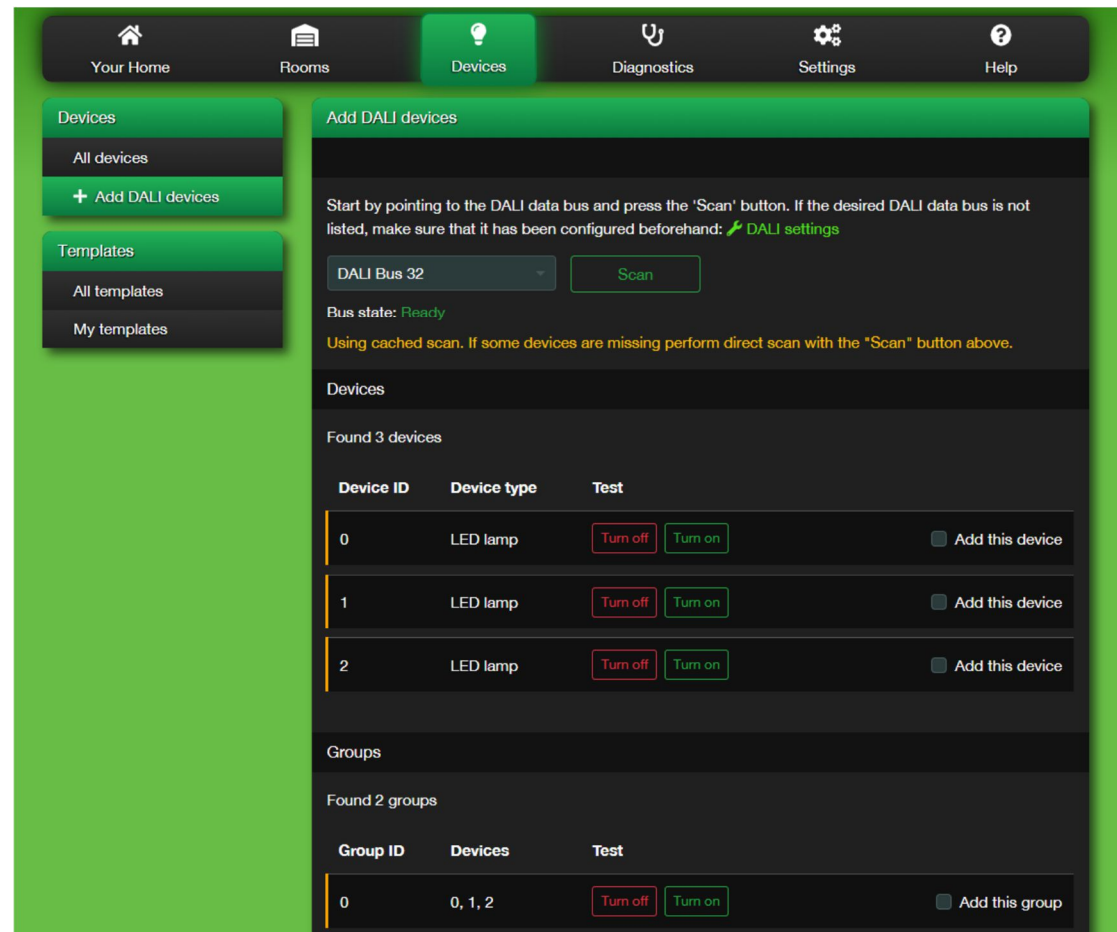 Your Home Rooms Devices Diagnostics Settings Help
Devices
All devices
+ Add DALI devices
Templates
All templates
My templates
Add DALI devices
Start by pointing to the DALI data bus and press the 'Scan' button. If the desired DALI data bus is not
listed, make sure that it has been configured beforehand: DALI settings
DALI Bus 32 Scan
Bus state: Ready
Using cached scan. If some devices are missing perform direct scan with the "Scan" button above.
Devices
Found 3 devices
Device ID Device type Test
0 LED lamp Turn off Turn on Add this device
1 LED lamp Turn off Turn on Add this device
2 LED lamp Turn off Turn on Add this device
Groups
Found 2 groups
Group ID Devices Test
0 0, 1, 2 Turn off Turn on Add this group